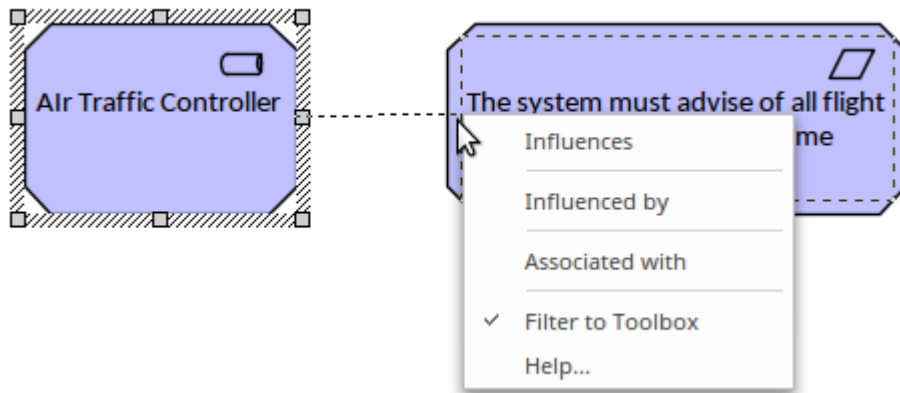 AIr Traffic Controller
The system must advise of all flight
me
Influences
Influenced by
Associated with
Filter to Toolbox
Help...